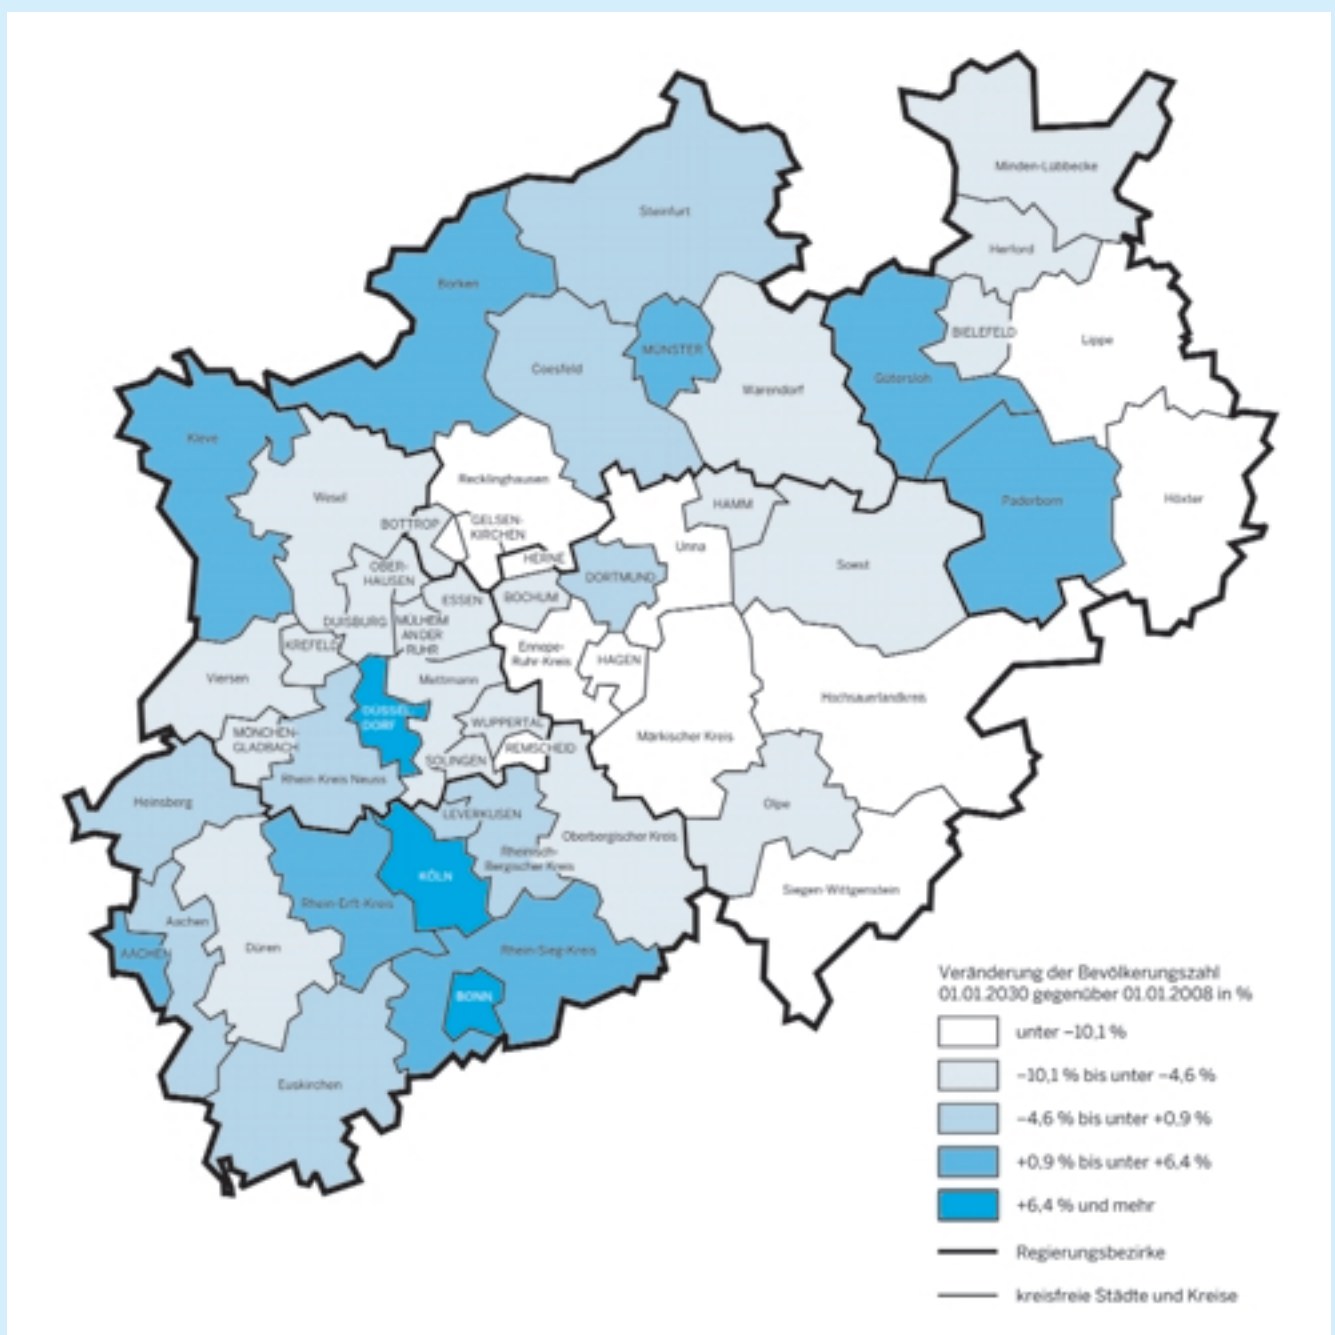 Minden-Lübbecke
Steinfurt
Herford
Borken
BIELEFELD
Lippe
MÜNSTER
Coesfeld
Gütersloh
Warendorf
Kleve
Recklinghausen
Wesel
Paderborn
Höxter
HAMM
BOTTROP
GELSEN-
KIRCHEN
Unna
HERNE
Soest
OBER-
HAUSEN
DORTMUND
ESSEN
BOCHUM
DUISBURG
MÜLHEIM
AN DER
RUHR
KREFELD
Ennepe-
Ruhr-Kreis
HAGEN
Viersen
Mettmann
Hochsauerlandkreis
DÜSSEL-
DORF
WUPPERTAL
MÖNCHEN-
GLADBACH
Märkischer Kreis
REMSCHEID
SOLINGEN
Rhein-Kreis Neuss
Heinsberg
Olpe
LEVERKUSEN
Oberbergischer Kreis
Rheinisch-
Bergischer Kreis
KÖLN
Siegen-Wittgenstein
Rhein-Erft-Kreis
Aachen
Düren
AACHEN
Rhein-Sieg-Kreis
BONN
Euskirchen
Veränderung der Bevölkerungszahl
01.01.2030 gegenüber 01.01.2008 in %
unter –10,1 %
–10,1 % bis unter –4,6 %
–4,6 % bis unter +0,9 %
+0,9 % bis unter +6,4 %
+6,4 % und mehr
Regierungsbezirke
kreisfreie Städte und Kreise